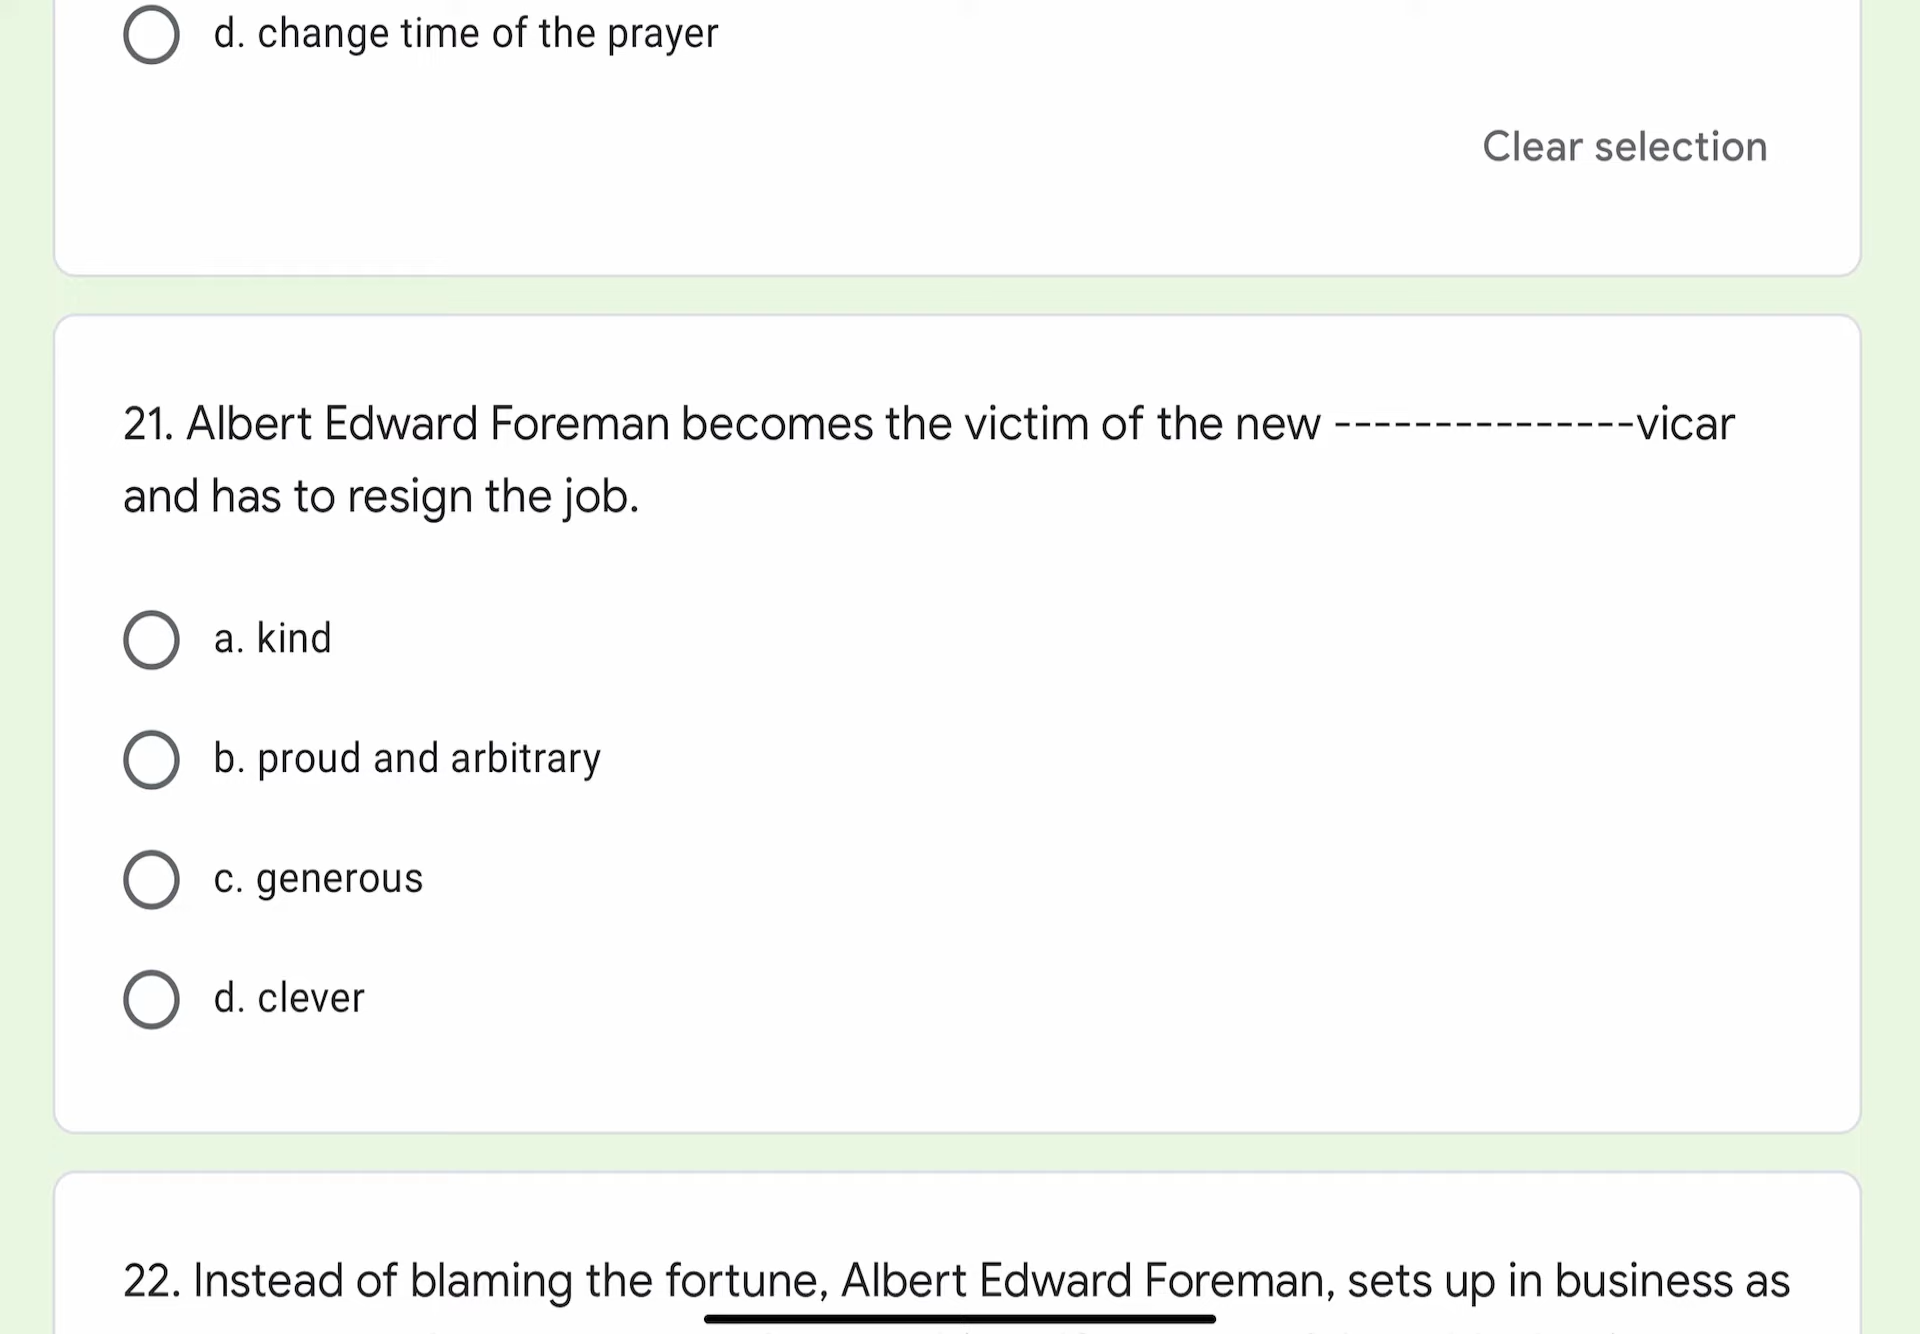 d. change time of the prayer
Clear selection
21. Albert Edward Foreman becomes the victim of the new ---------------vicar
and has to resign the job.
a. kind
b. proud and arbitrary
c. generous
d. clever
22. Instead of blaming the fortune, Albert Edward Foreman, sets up in business as